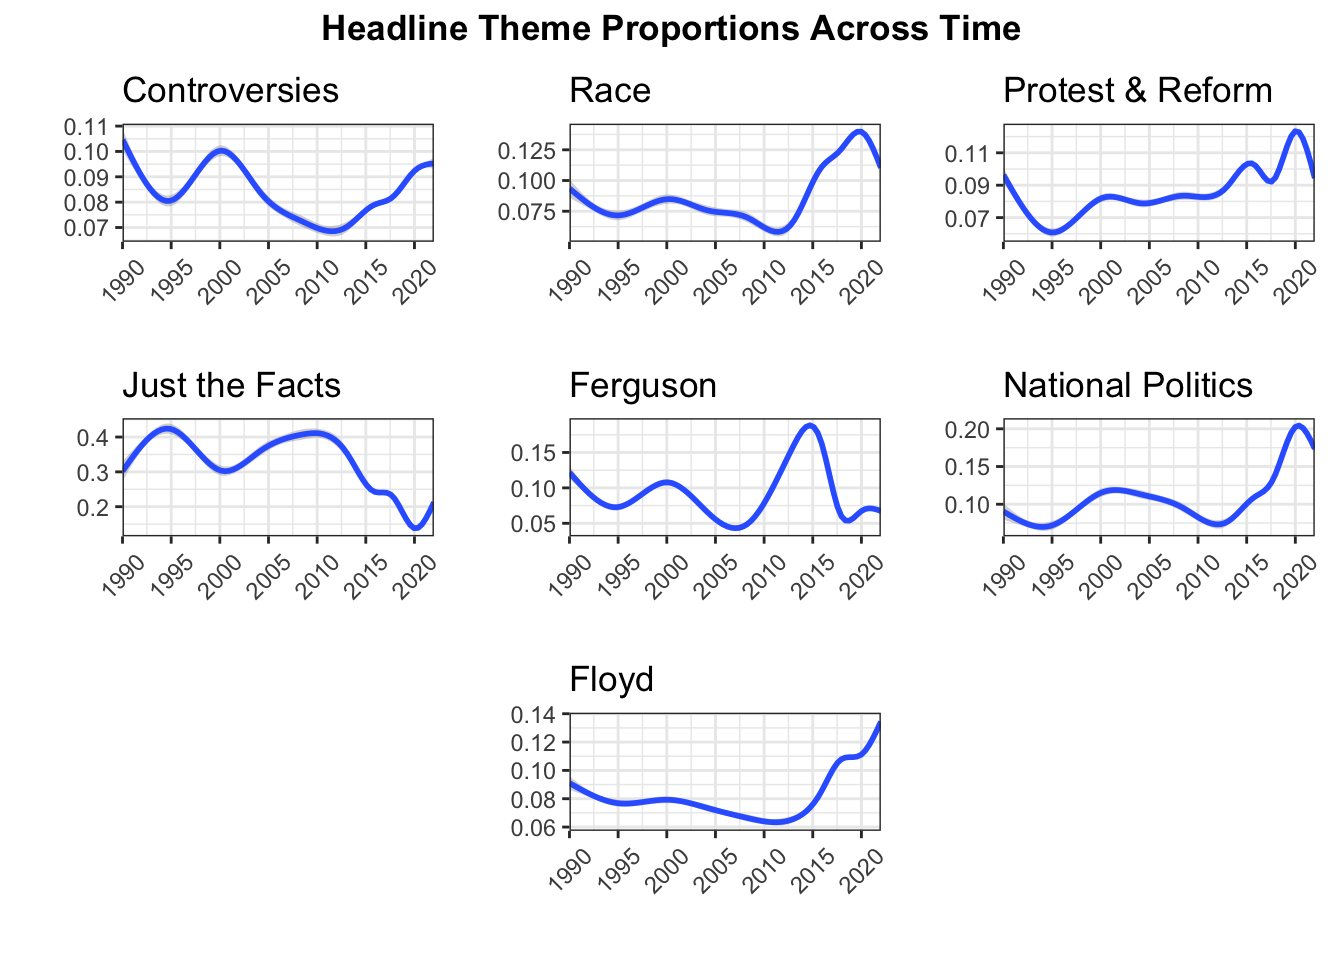 Headline Theme Proportions Across Time
Controversies
0.11
0.10
0.09
0.08
0.07
1990 1995 2000 2005 2010 2015 2020
Race
0.125
0.100
0.075
1990 1995 2000 2005 2010 2015 2020
Protest & Reform
0.11
0.09
0.07
1990 1995 2000 2005 2010 2015 2020
Just the Facts
0.4
0.3
0.2
1990 1995 2000 2005 2010 2015 2020
Ferguson
0.15
0.10
0.05
1990 1995 2000 2005 2010 2015 2020
National Politics
0.20
0.15
0.10
1990 1995 2000 2005 2010 2015 2020
Floyd
0.14
0.12
0.10
0.08
0.06
1990 1995 2000 2005 2010 2015 2020